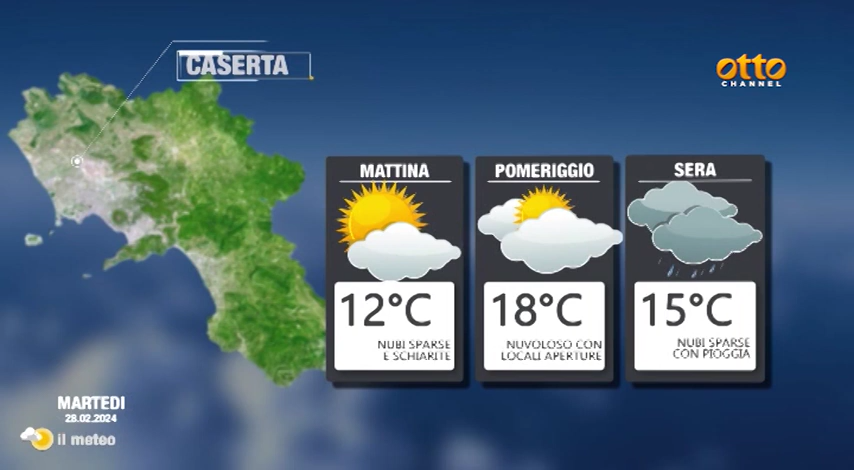 CASERTA
otto
CHANNEL
MATTINA
12°C
NUBI SPARSE
E SCHIARITE
POMERIGGIO
18°C
NUVOLOSO CON
LOCALI APERTURE
SERA
15°C
NUBI SPARSE
CON PIOGGIA
MARTEDI
28.02.2024
il meteo